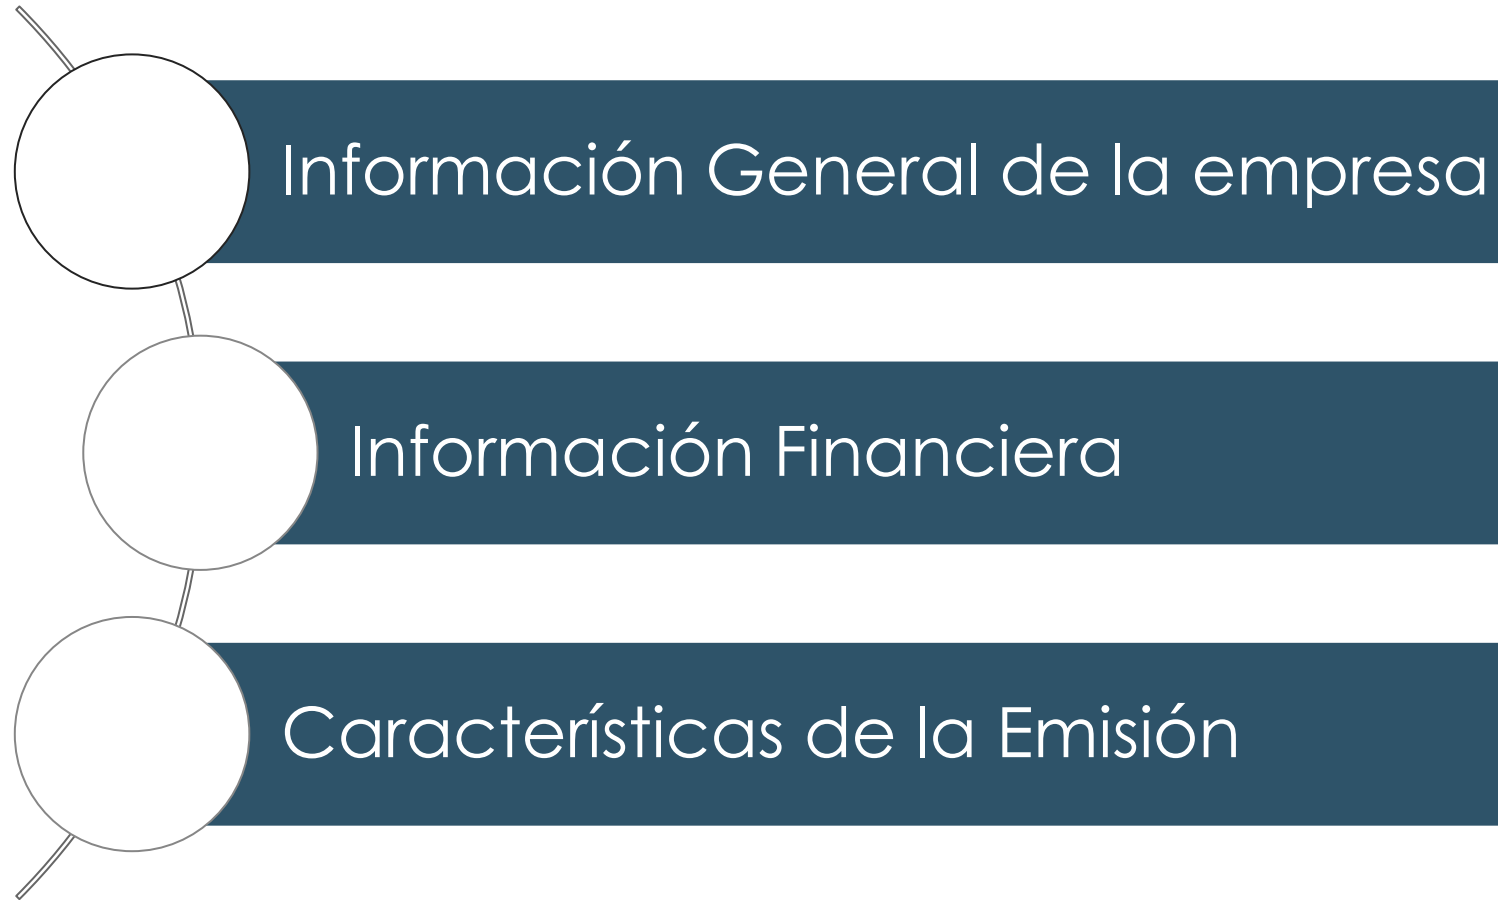 Información General de la empresa
Información Financiera
Características de la Emisión